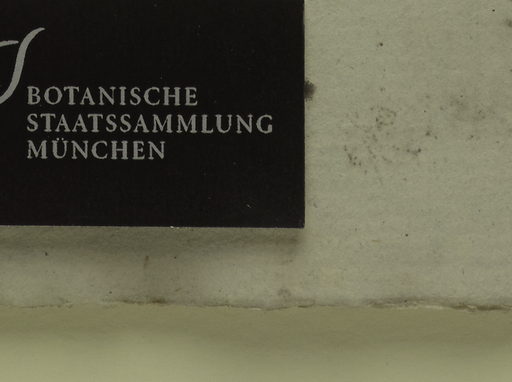 BOTANISCHE
STAATSSAMMLUNG
MÜNCHEN